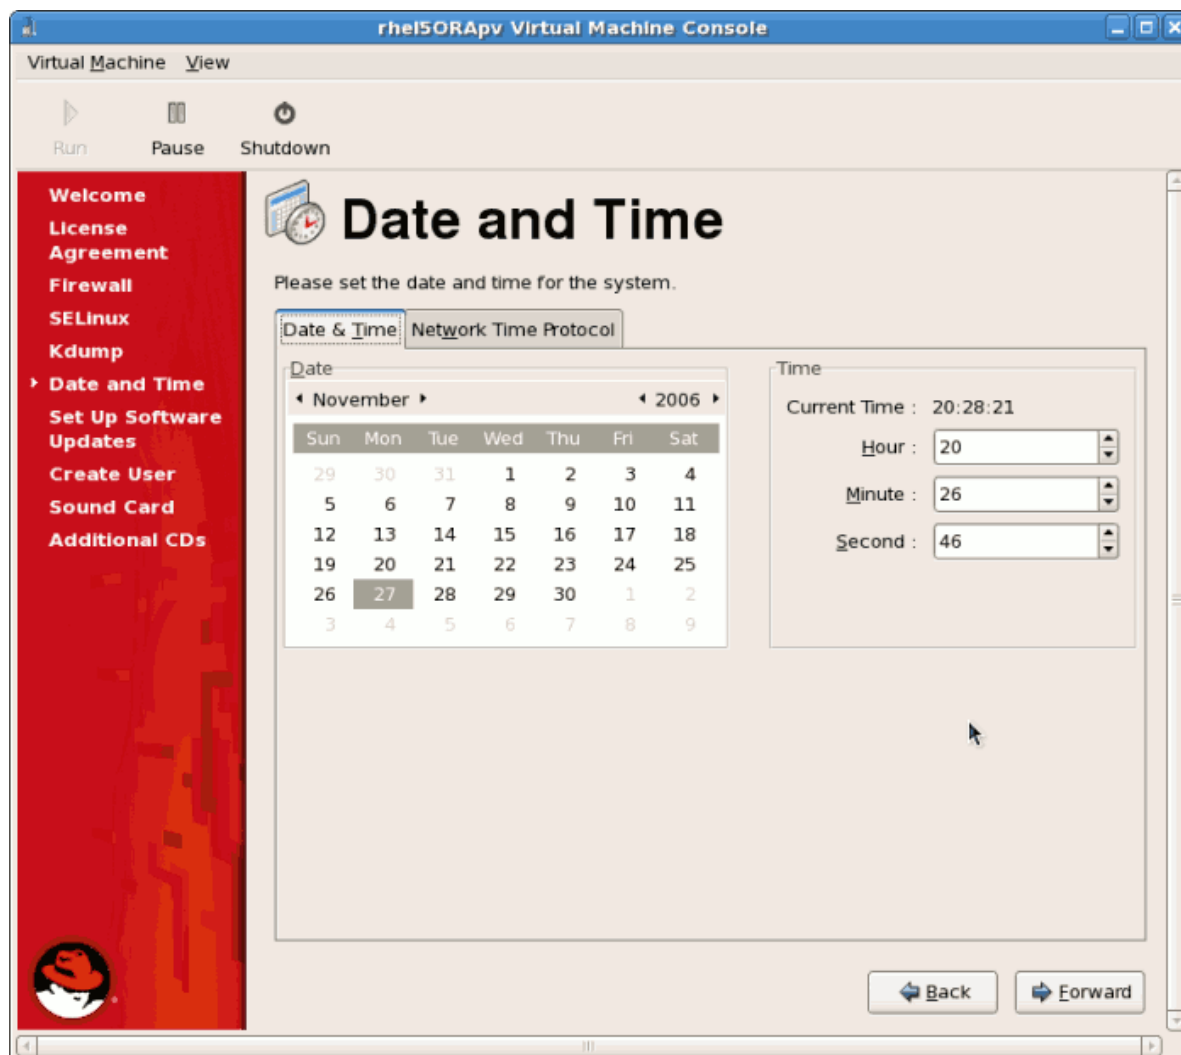 rhel5ORApv Virtual Machine Console
Virtual Machine View
Run Pause Shutdown
Welcome
License
Agreement
Firewall
SELinux
Kdump
Date and Time
Set Up Software
Updates
Create User
Sound Card
Additional CDs
Date and Time
Please set the date and time for the system.
Date & Time Network Time Protocol
Date
November 2006
Sun Mon Tue Wed Thu Fri Sat
29 30 31 1 2 3 4
5 6 7 8 9 10 11
12 13 14 15 16 17 18
19 20 21 22 23 24 25
26 27 28 29 30 1 2
3 4 5 6 7 8 9
Time
Current Time : 20:28:21
Hour : 20
Minute : 26
Second : 46
Back Forward